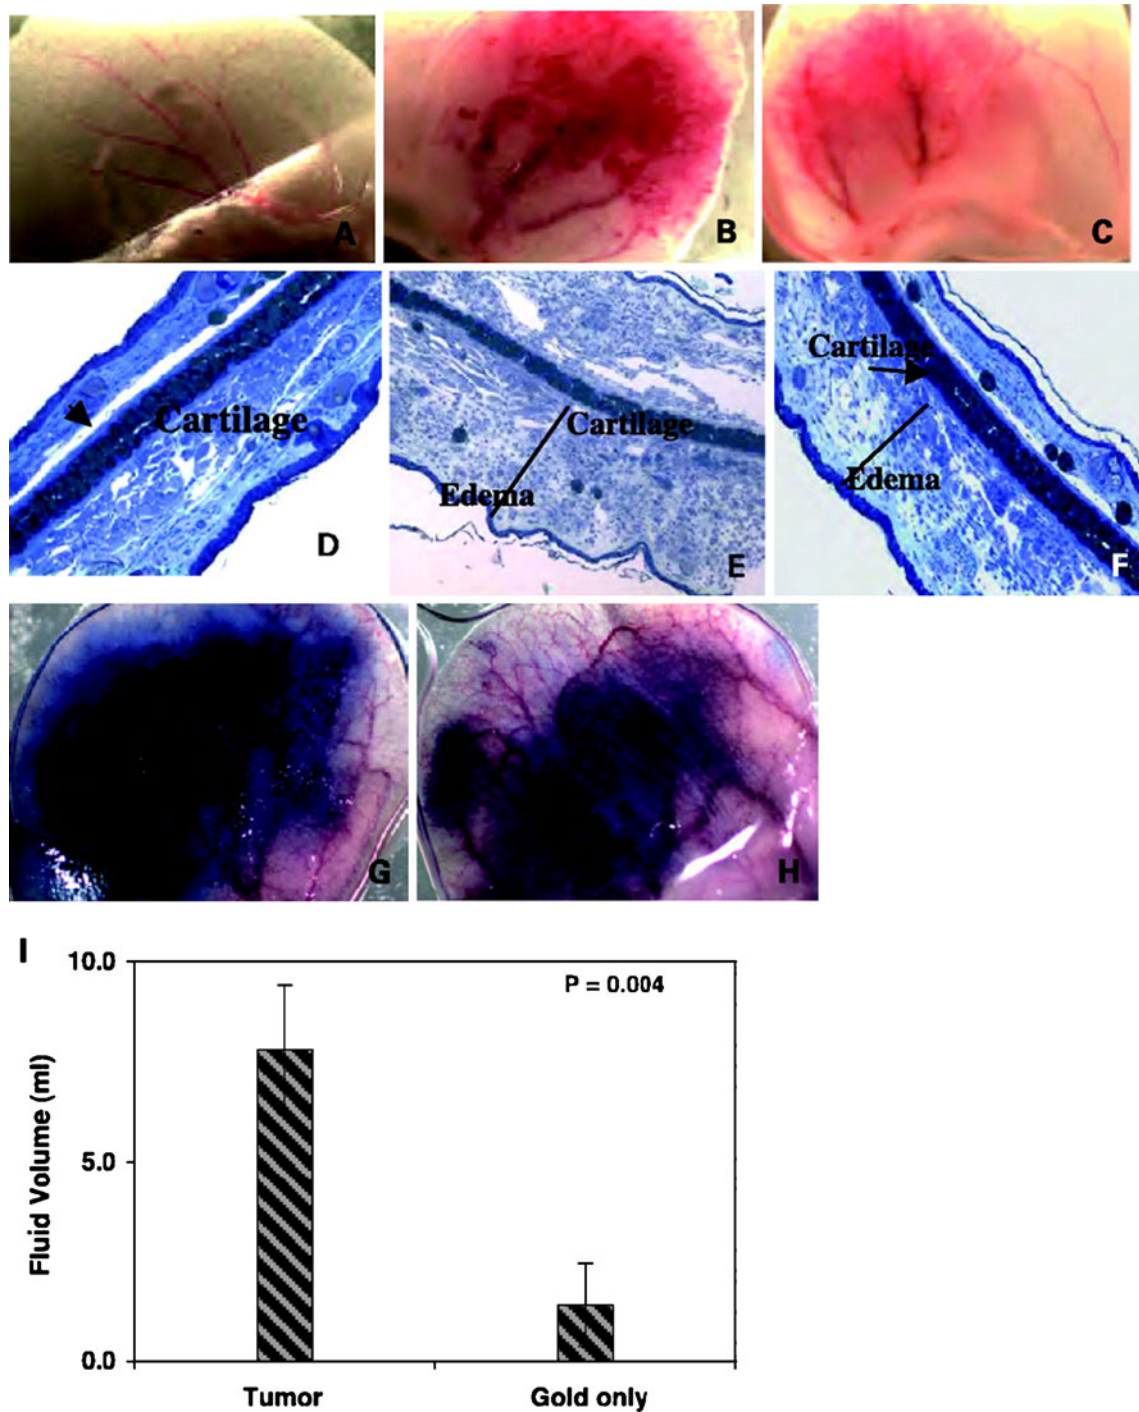 A
B
C
Cartilage
D
Cartilage
Edema
E
Cartilage
Edema
F
G
H
I
10.0
P = 0.004
5.0
0.0
Fluid Volume (ml)
Tumor
Gold only